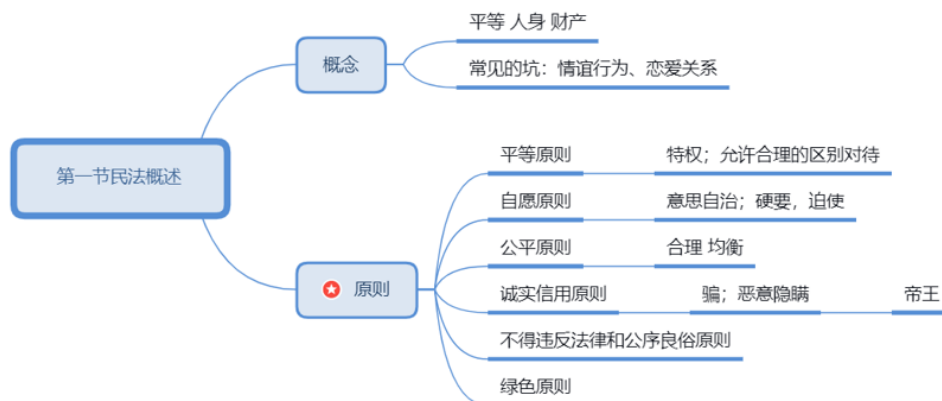 第一节民法概述
概念
平等 人身 财产
常见的坑：情谊行为、恋爱关系
原则
平等原则
特权；允许合理的区别对待
自愿原则
意思自治；硬要，迫使
公平原则
合理 均衡
诚实信用原则
骗；恶意隐瞒
帝王
不得违反法律和公序良俗原则
绿色原则